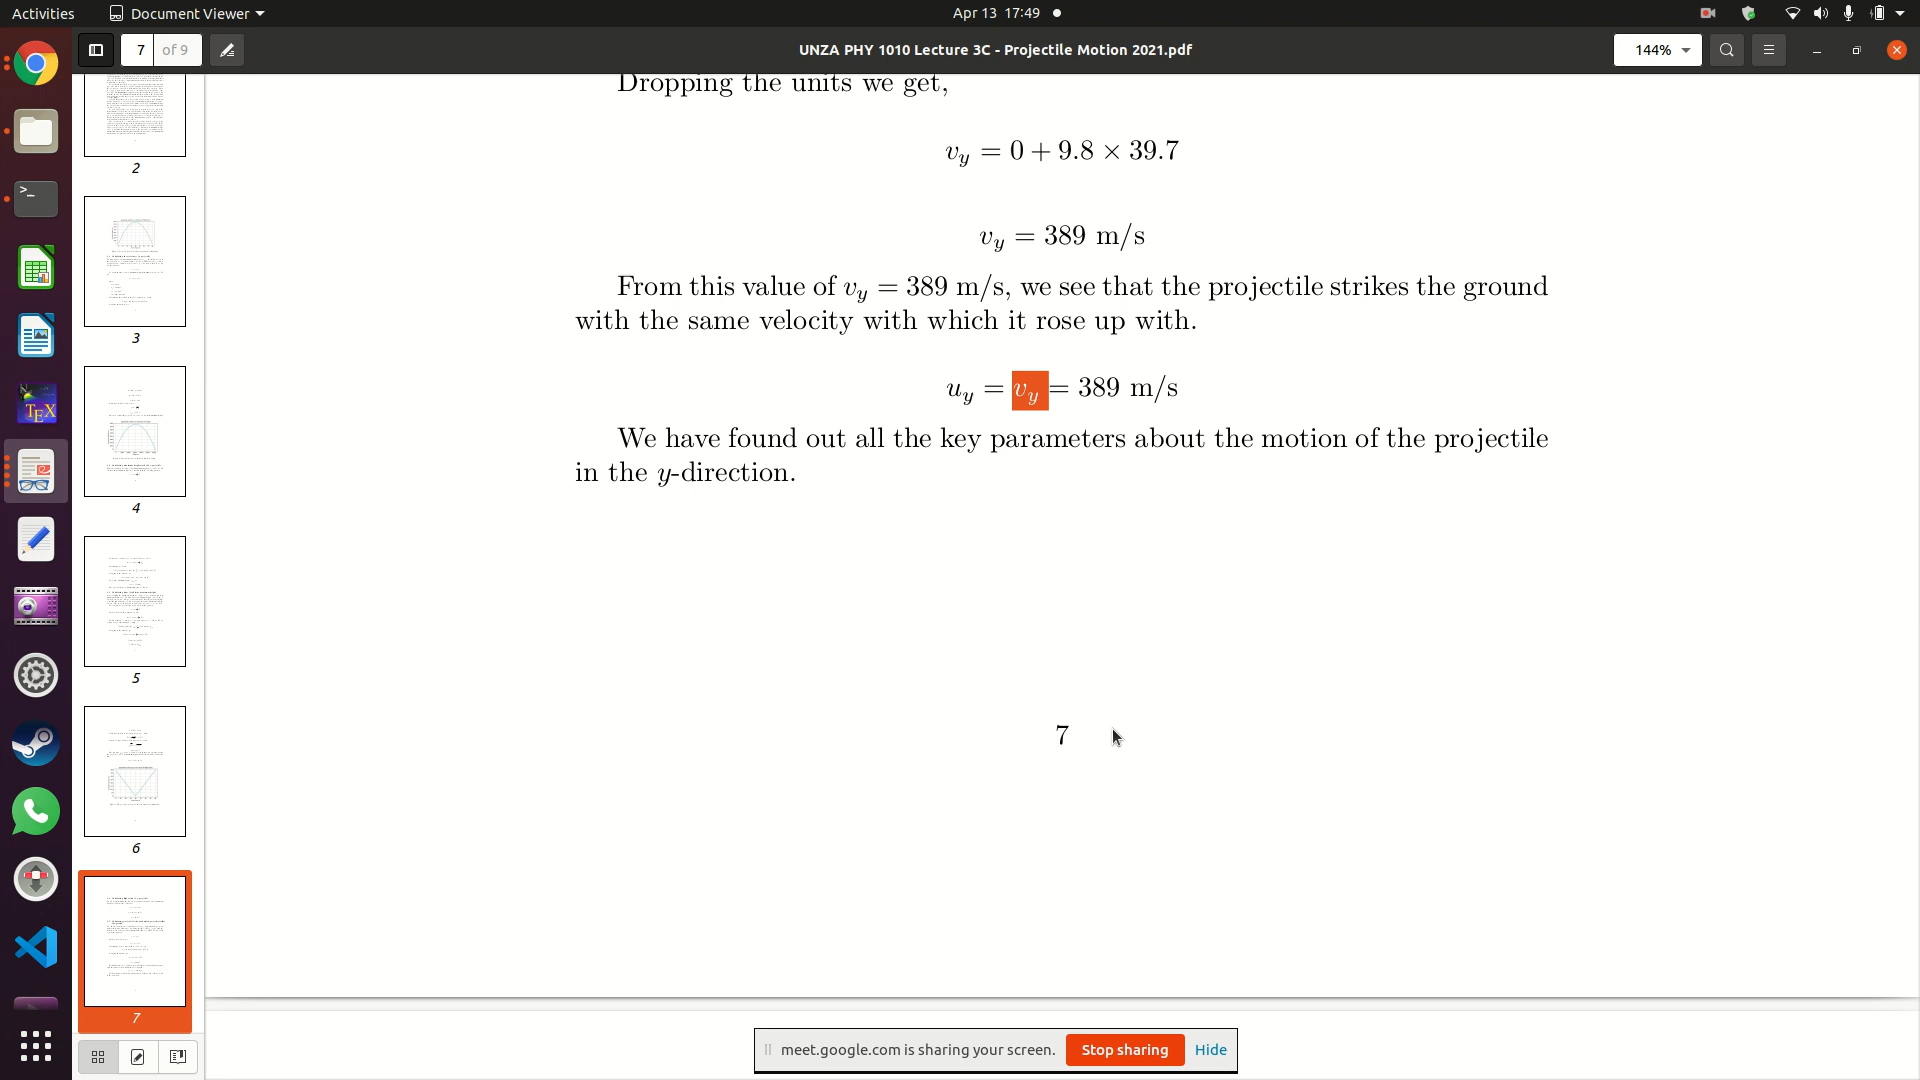 Activities Document Viewer Apr 13 17:49
7 of 9 UNZA PHY 1010 Lecture 3C - Projectile Motion 2021.pdf 144%
2
3
4
5
6
7
Dropping the units we get,
v_y = 0 + 9.8 × 39.7
v_y = 389 m/s
From this value of v_y = 389 m/s, we see that the projectile strikes the ground
with the same velocity with which it rose up with.
u_y = v_y = 389 m/s
We have found out all the key parameters about the motion of the projectile
in the y-direction.
7
meet.google.com is sharing your screen. Stop sharing Hide